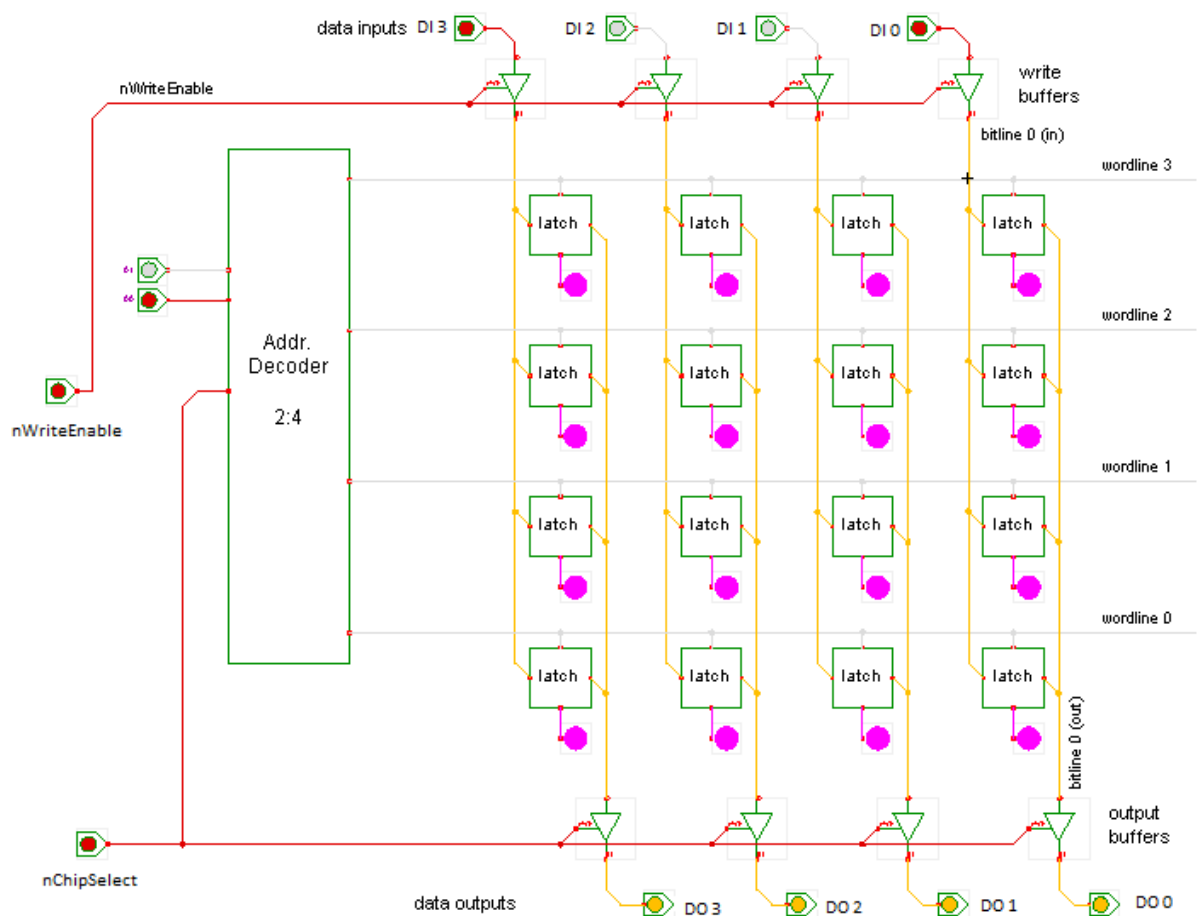 data inputs DI 3 DI 2 DI 1 DI 0
nWriteEnable
write
buffers
bitline 0 (in)
wordline 3
latch latch latch latch
wordline 2
Addr.
Decoder
2:4
latch latch latch latch
nWriteEnable
wordline 1
latch latch latch latch
wordline 0
latch latch latch latch
bitline 0 (out)
output
buffers
nChipSelect
data outputs DO 3 DO 2 DO 1 DO 0